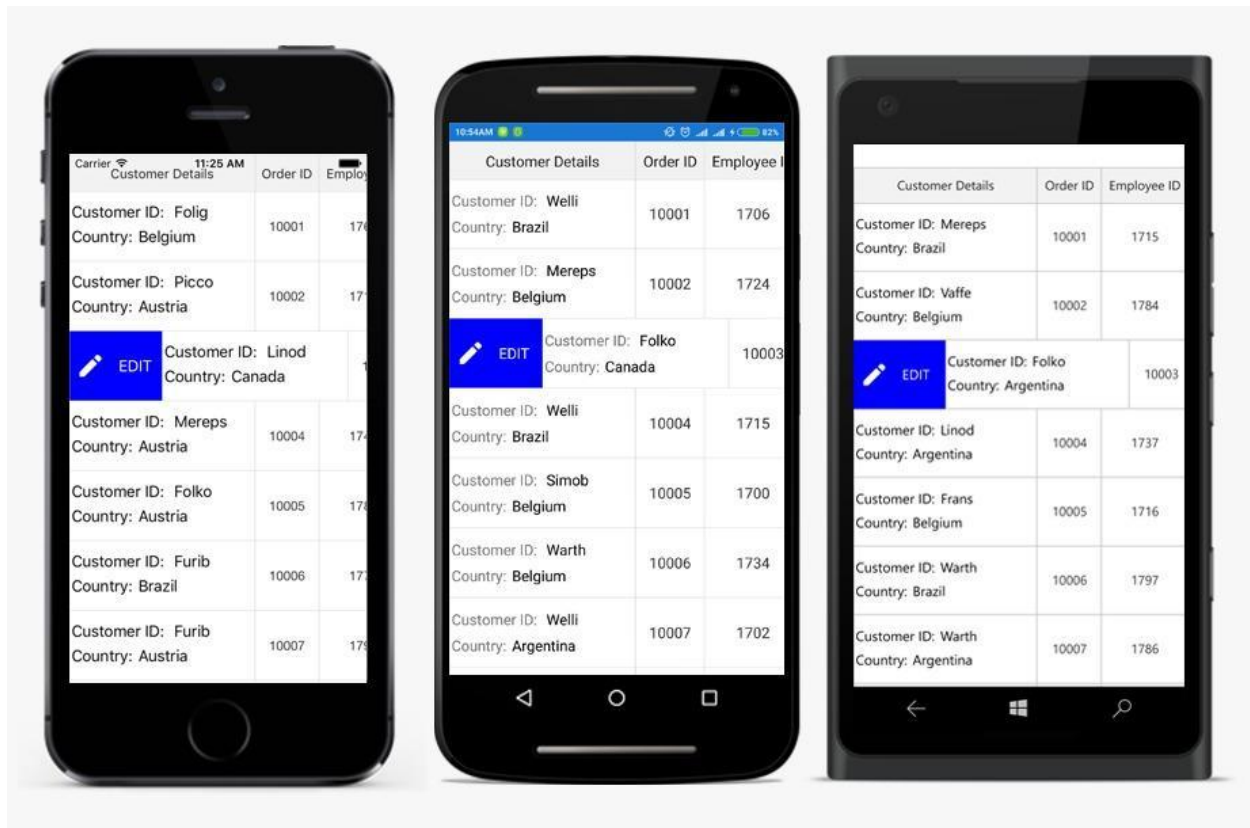 Carrier 11:25 AM
Customer Details Order ID
Customer ID: Folig
Country: Belgium
10001
Customer ID: Picco
Country: Austria
10002
EDIT
Customer ID: Linod
Country: Canada
Customer ID: Mereps
Country: Austria
10004
Customer ID: Folko
Country: Austria
10005
Customer ID: Furib
Country: Brazil
10006
Customer ID: Furib
Country: Austria
10007
10:54AM 82%
Customer Details Order ID Employee I
Customer ID: Welli
Country: Brazil
10001 1706
Customer ID: Mereps
Country: Belgium
10002 1724
EDIT
Customer ID: Folko
Country: Canada
10003
Customer ID: Welli
Country: Brazil
10004 1715
Customer ID: Simob
Country: Belgium
10005 1700
Customer ID: Warth
Country: Belgium
10006 1734
Customer ID: Welli
Country: Argentina
10007 1702
Customer Details Order ID Employee ID
Customer ID: Mereps
Country: Brazil
10001 1715
Customer ID: Vaffe
Country: Belgium
10002 1784
EDIT
Customer ID: Folko
Country: Argentina
10003
Customer ID: Linod
Country: Argentina
10004 1737
Customer ID: Frans
Country: Belgium
10005 1716
Customer ID: Warth
Country: Brazil
10006 1797
Customer ID: Warth
Country: Argentina
10007 1786